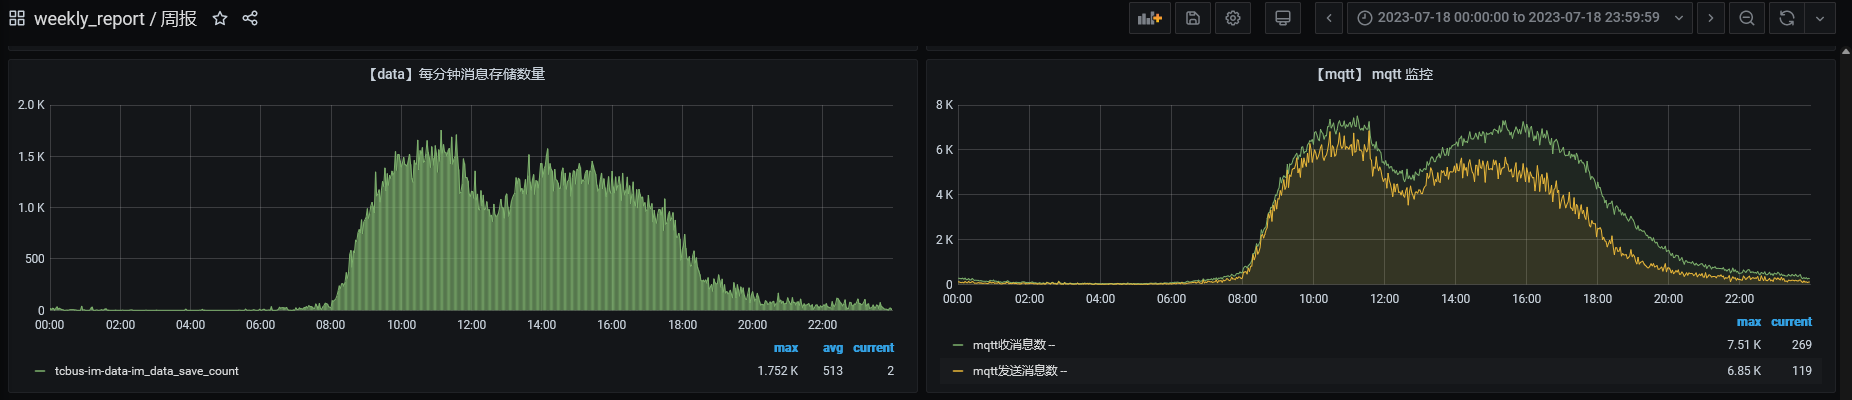 weekly_report / 周报
2023-07-18 00:00:00 to 2023-07-18 23:59:59
【data】每分钟消息存储数量
2.0 K
1.5 K
1.0 K
500
0
00:00 02:00 04:00 06:00 08:00 10:00 12:00 14:00 16:00 18:00 20:00 22:00
max avg current
tcbus-im-data-im_data_save_count 1.752 K 513 2
【mqtt】 mqtt 监控
8 K
6 K
4 K
2 K
0
00:00 02:00 04:00 06:00 08:00 10:00 12:00 14:00 16:00 18:00 20:00 22:00
max current
mqtt收消息数 -- 7.51 K 269
mqtt发送消息数 -- 6.85 K 119